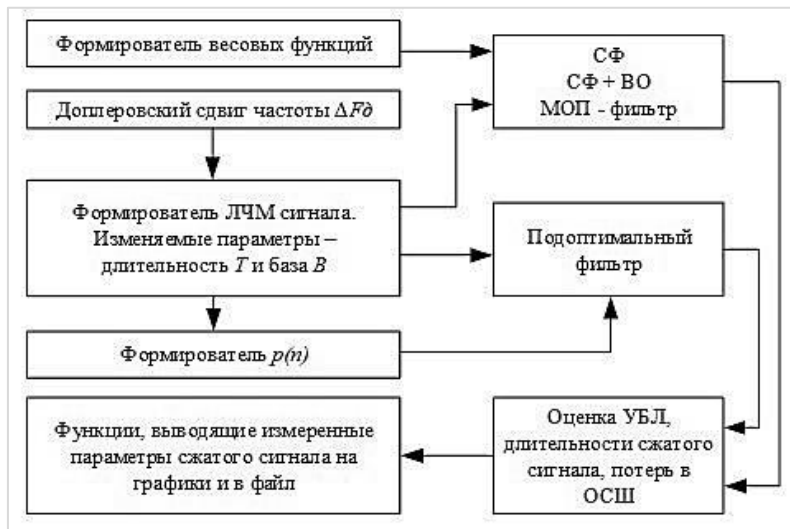 Формирователь весовых функций
Доплеровский сдвиг частоты ΔFд
Формирователь ЛЧМ сигнала.
Изменяемые параметры –
длительность T и база B
Формирователь p(n)
Функции, выводящие измеренные
параметры сжатого сигнала на
графики и в файл
СФ
СФ + ВО
МОП - фильтр
Подоптимальный
фильтр
Оценка УБЛ,
длительности сжатого
сигнала, потерь в
ОСШ